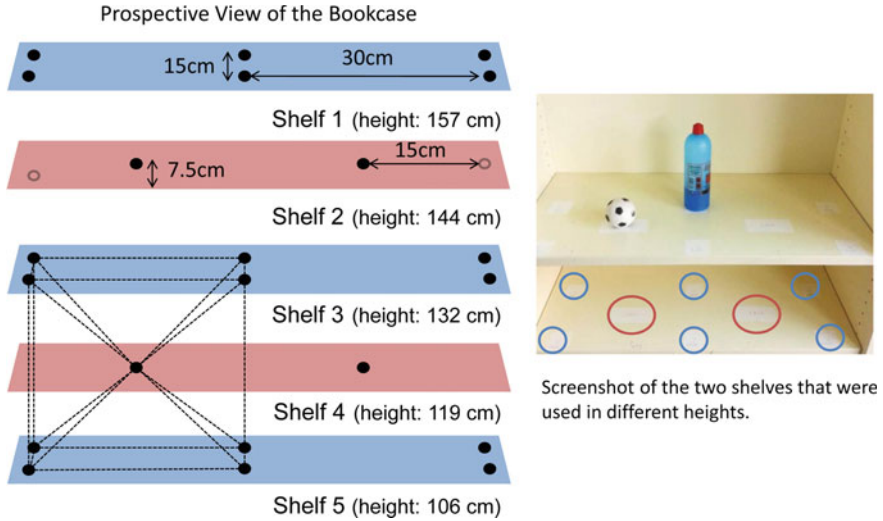 Prospective View of the Bookcase
15cm
30cm
Shelf 1 (height: 157 cm)
7.5cm
15cm
Shelf 2 (height: 144 cm)
Shelf 3 (height: 132 cm)
Shelf 4 (height: 119 cm)
Shelf 5 (height: 106 cm)
Screenshot of the two shelves that were
used in different heights.